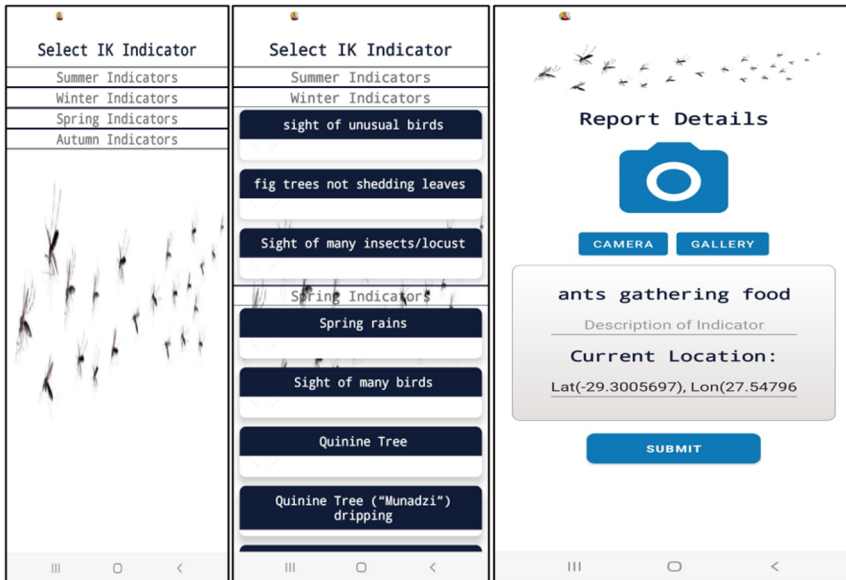 Select IK Indicator
Summer Indicators
Winter Indicators
Spring Indicators
Autumn Indicators
Select IK Indicator
Summer Indicators
Winter Indicators
sight of unusual birds
fig trees not shedding leaves
Sight of many insects/locust
Spring Indicators
Spring rains
Sight of many birds
Quinine Tree
Quinine Tree (“Munadzi”)
dripping
Report Details
CAMERA
GALLERY
ants gathering food
Description of Indicator
Current Location:
Lat(-29.3005697), Lon(27.54796
SUBMIT